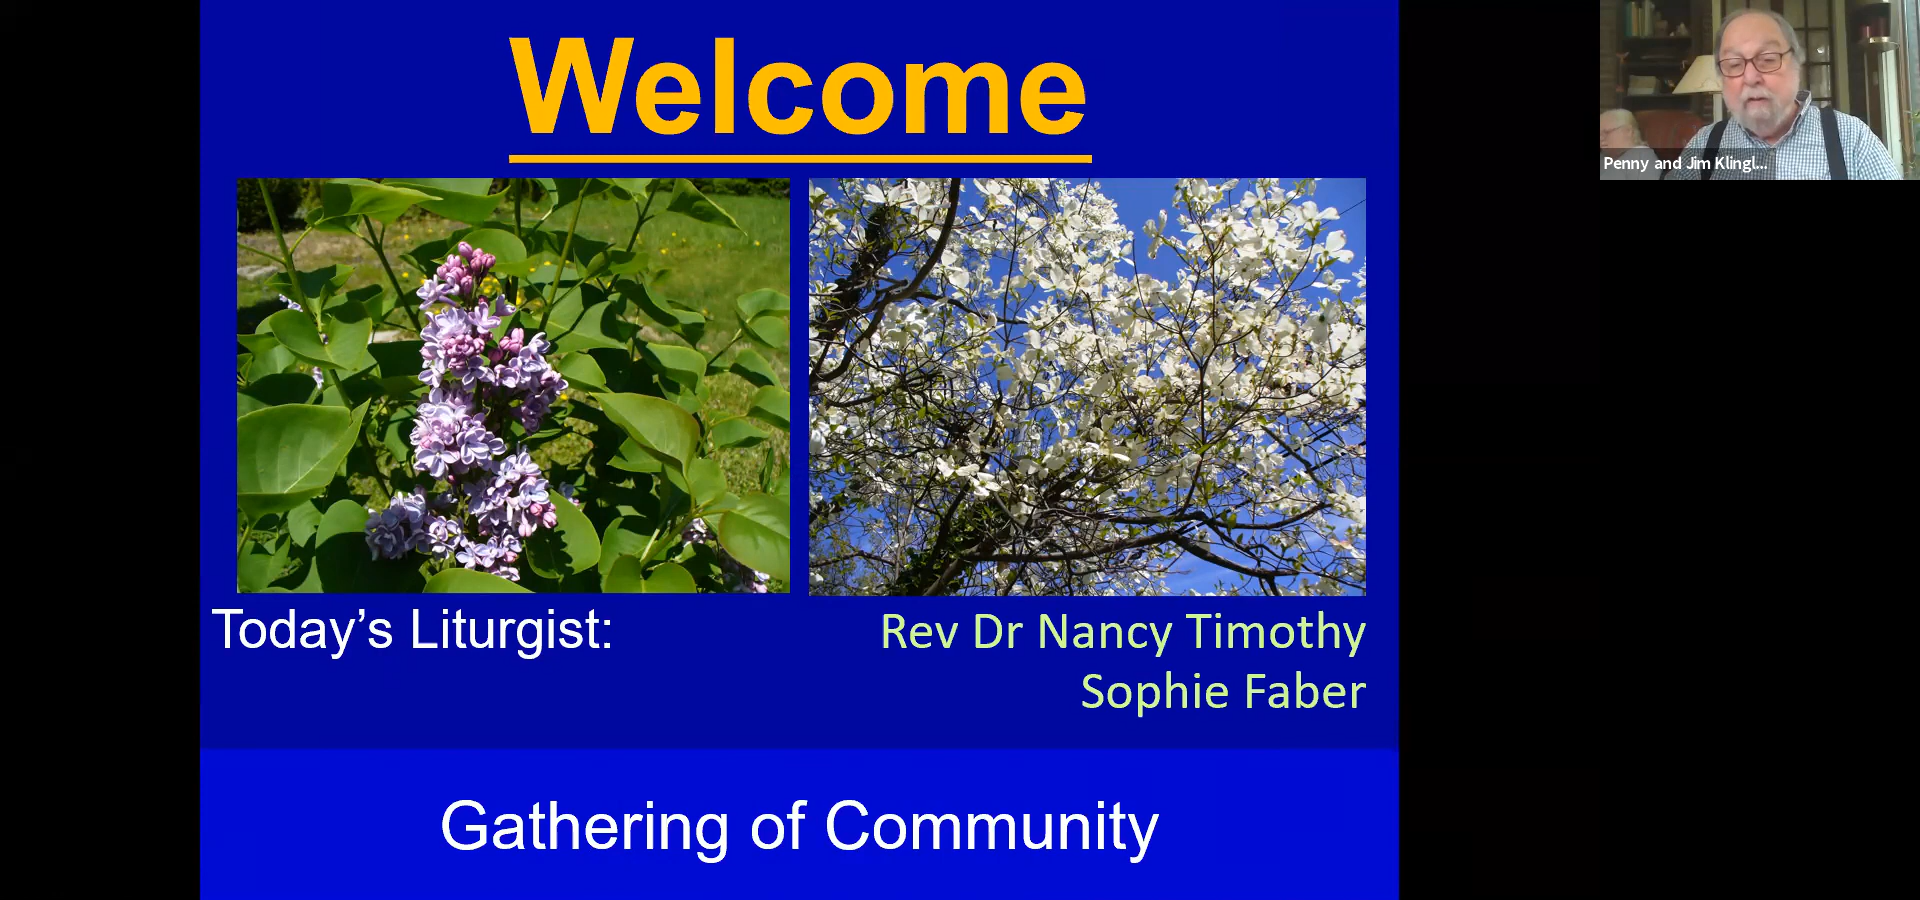 Welcome
Today’s Liturgist:
Rev Dr Nancy Timothy
Sophie Faber
Gathering of Community
Penny and Jim Klingl...